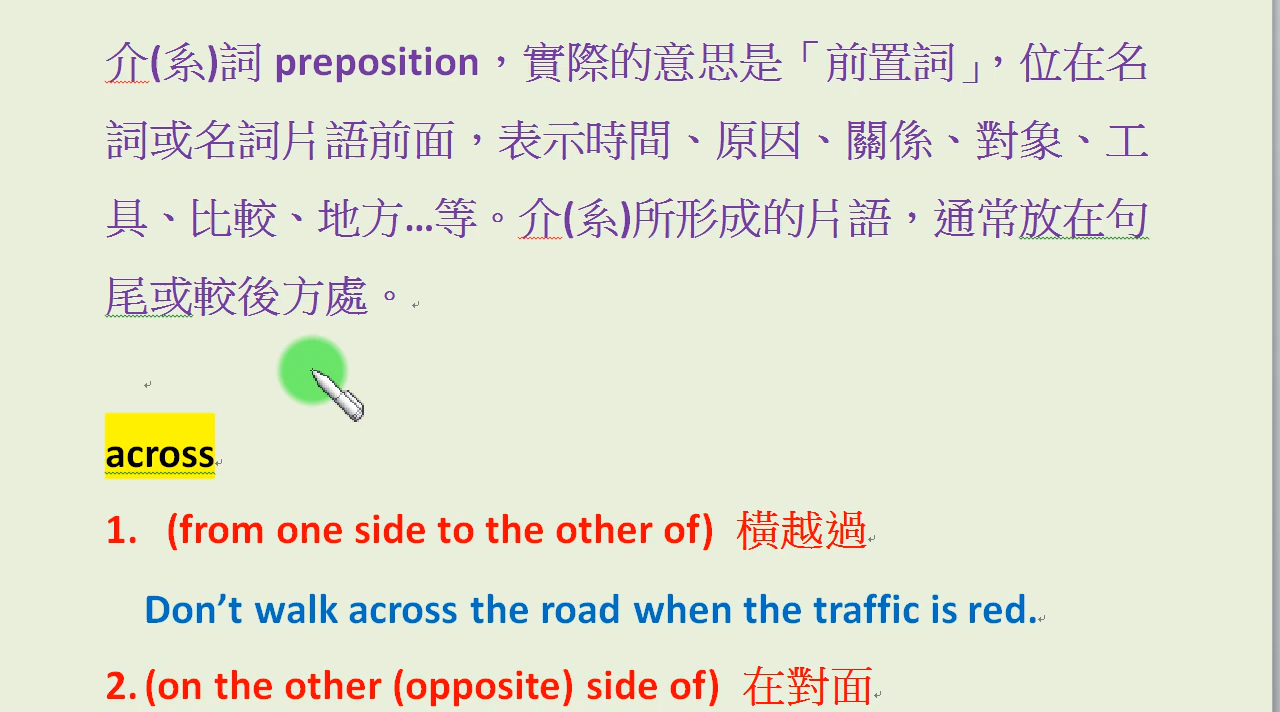 介(系)詞 preposition，實際的意思是「前置詞」，位在名
詞或名詞片語前面，表示時間、原因、關係、對象、工
具、比較、地方…等。介(系)所形成的片語，通常放在句
尾或較後方處。
across
1. (from one side to the other of) 橫越過
Don’t walk across the road when the traffic is red.
2. (on the other (opposite) side of) 在對面